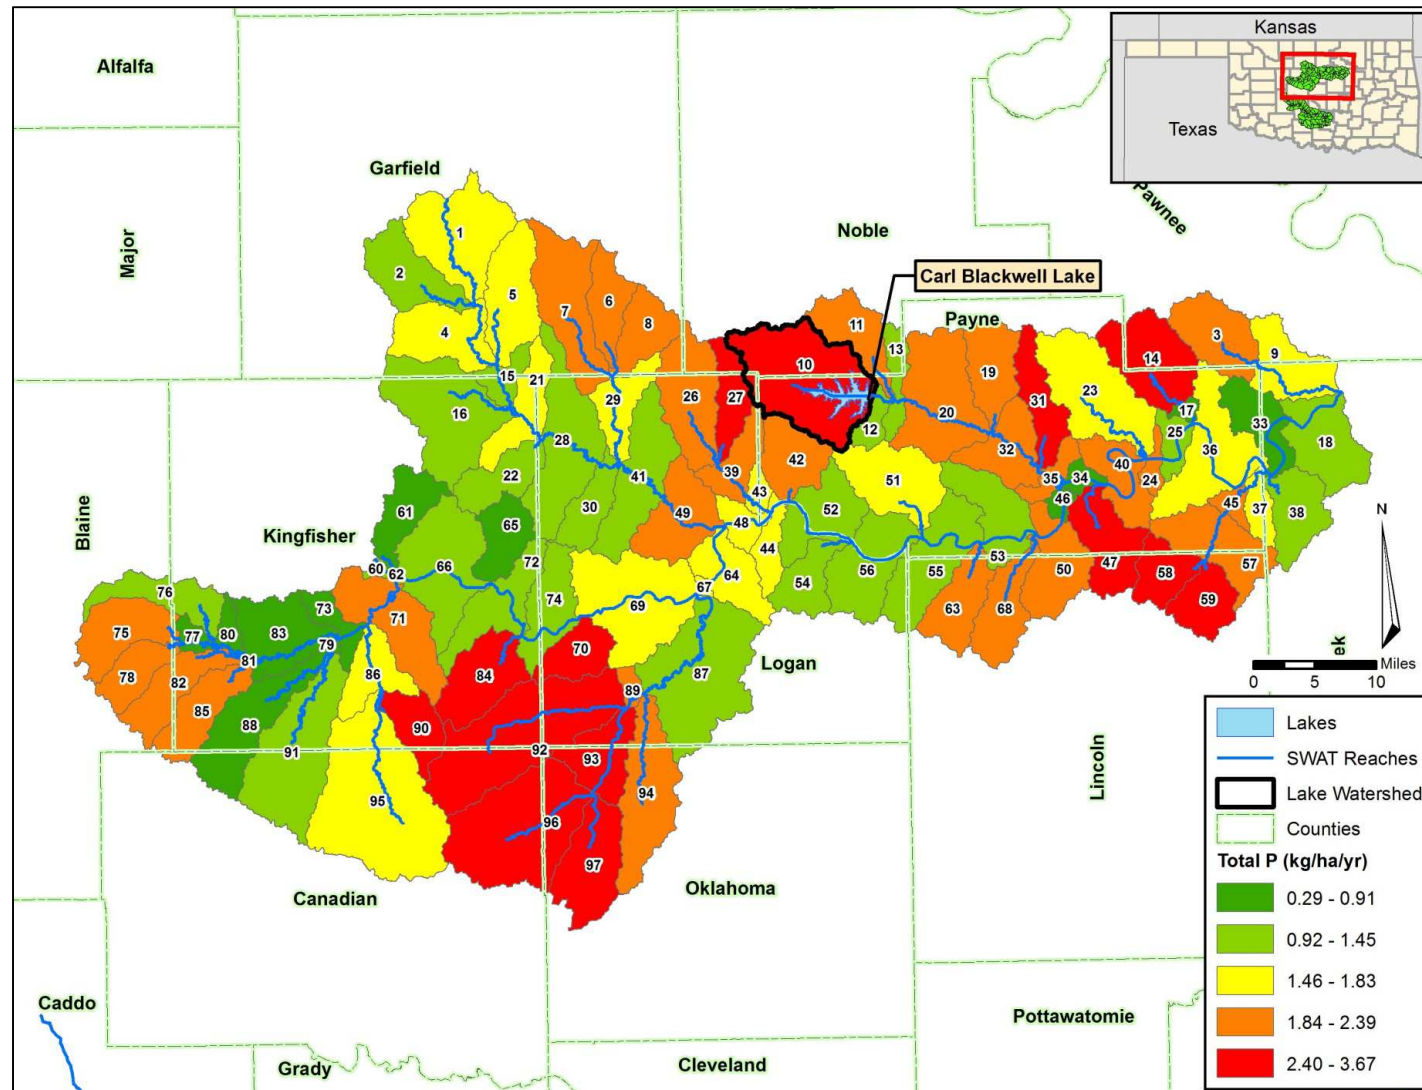 Kansas
Texas
Alfalfa
Garfield
Major
Noble
Pawnee
Carl Blackwell Lake
Payne
1
2
5
6
7
8
4
11
13
10
3
14
9
15
21
16
29
26
27
12
20
19
31
23
17
25
33
18
28
22
41
30
39
42
51
32
35
34
40
24
36
61
65
49
43
48
52
46
45
37
38
Blaine
Kingfisher
60
62
66
72
74
69
64
44
67
54
56
55
53
63
68
50
47
58
59
57
76
77
80
83
73
71
75
78
82
81
79
85
88
86
84
70
89
87
Logan
ek
N
Miles
0 5 10
91
90
92
93
94
95
96
97
Canadian
Oklahoma
Lincoln
Caddo
Grady
Cleveland
Pottawatomie
Lakes
SWAT Reaches
Lake Watershed
Counties
Total P (kg/ha/yr)
0.29 - 0.91
0.92 - 1.45
1.46 - 1.83
1.84 - 2.39
2.40 - 3.67